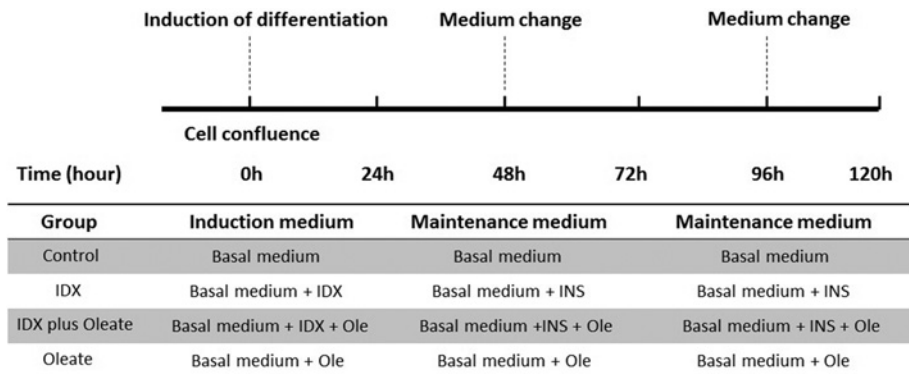 Induction of differentiation Medium change Medium change
Cell confluence
Time (hour) 0h 24h 48h 72h 96h 120h
Group Induction medium Maintenance medium Maintenance medium
Control Basal medium Basal medium Basal medium
IDX Basal medium + IDX Basal medium + INS Basal medium + INS
IDX plus Oleate Basal medium + IDX + Ole Basal medium +INS + Ole Basal medium + INS + Ole
Oleate Basal medium + Ole Basal medium + Ole Basal medium + Ole